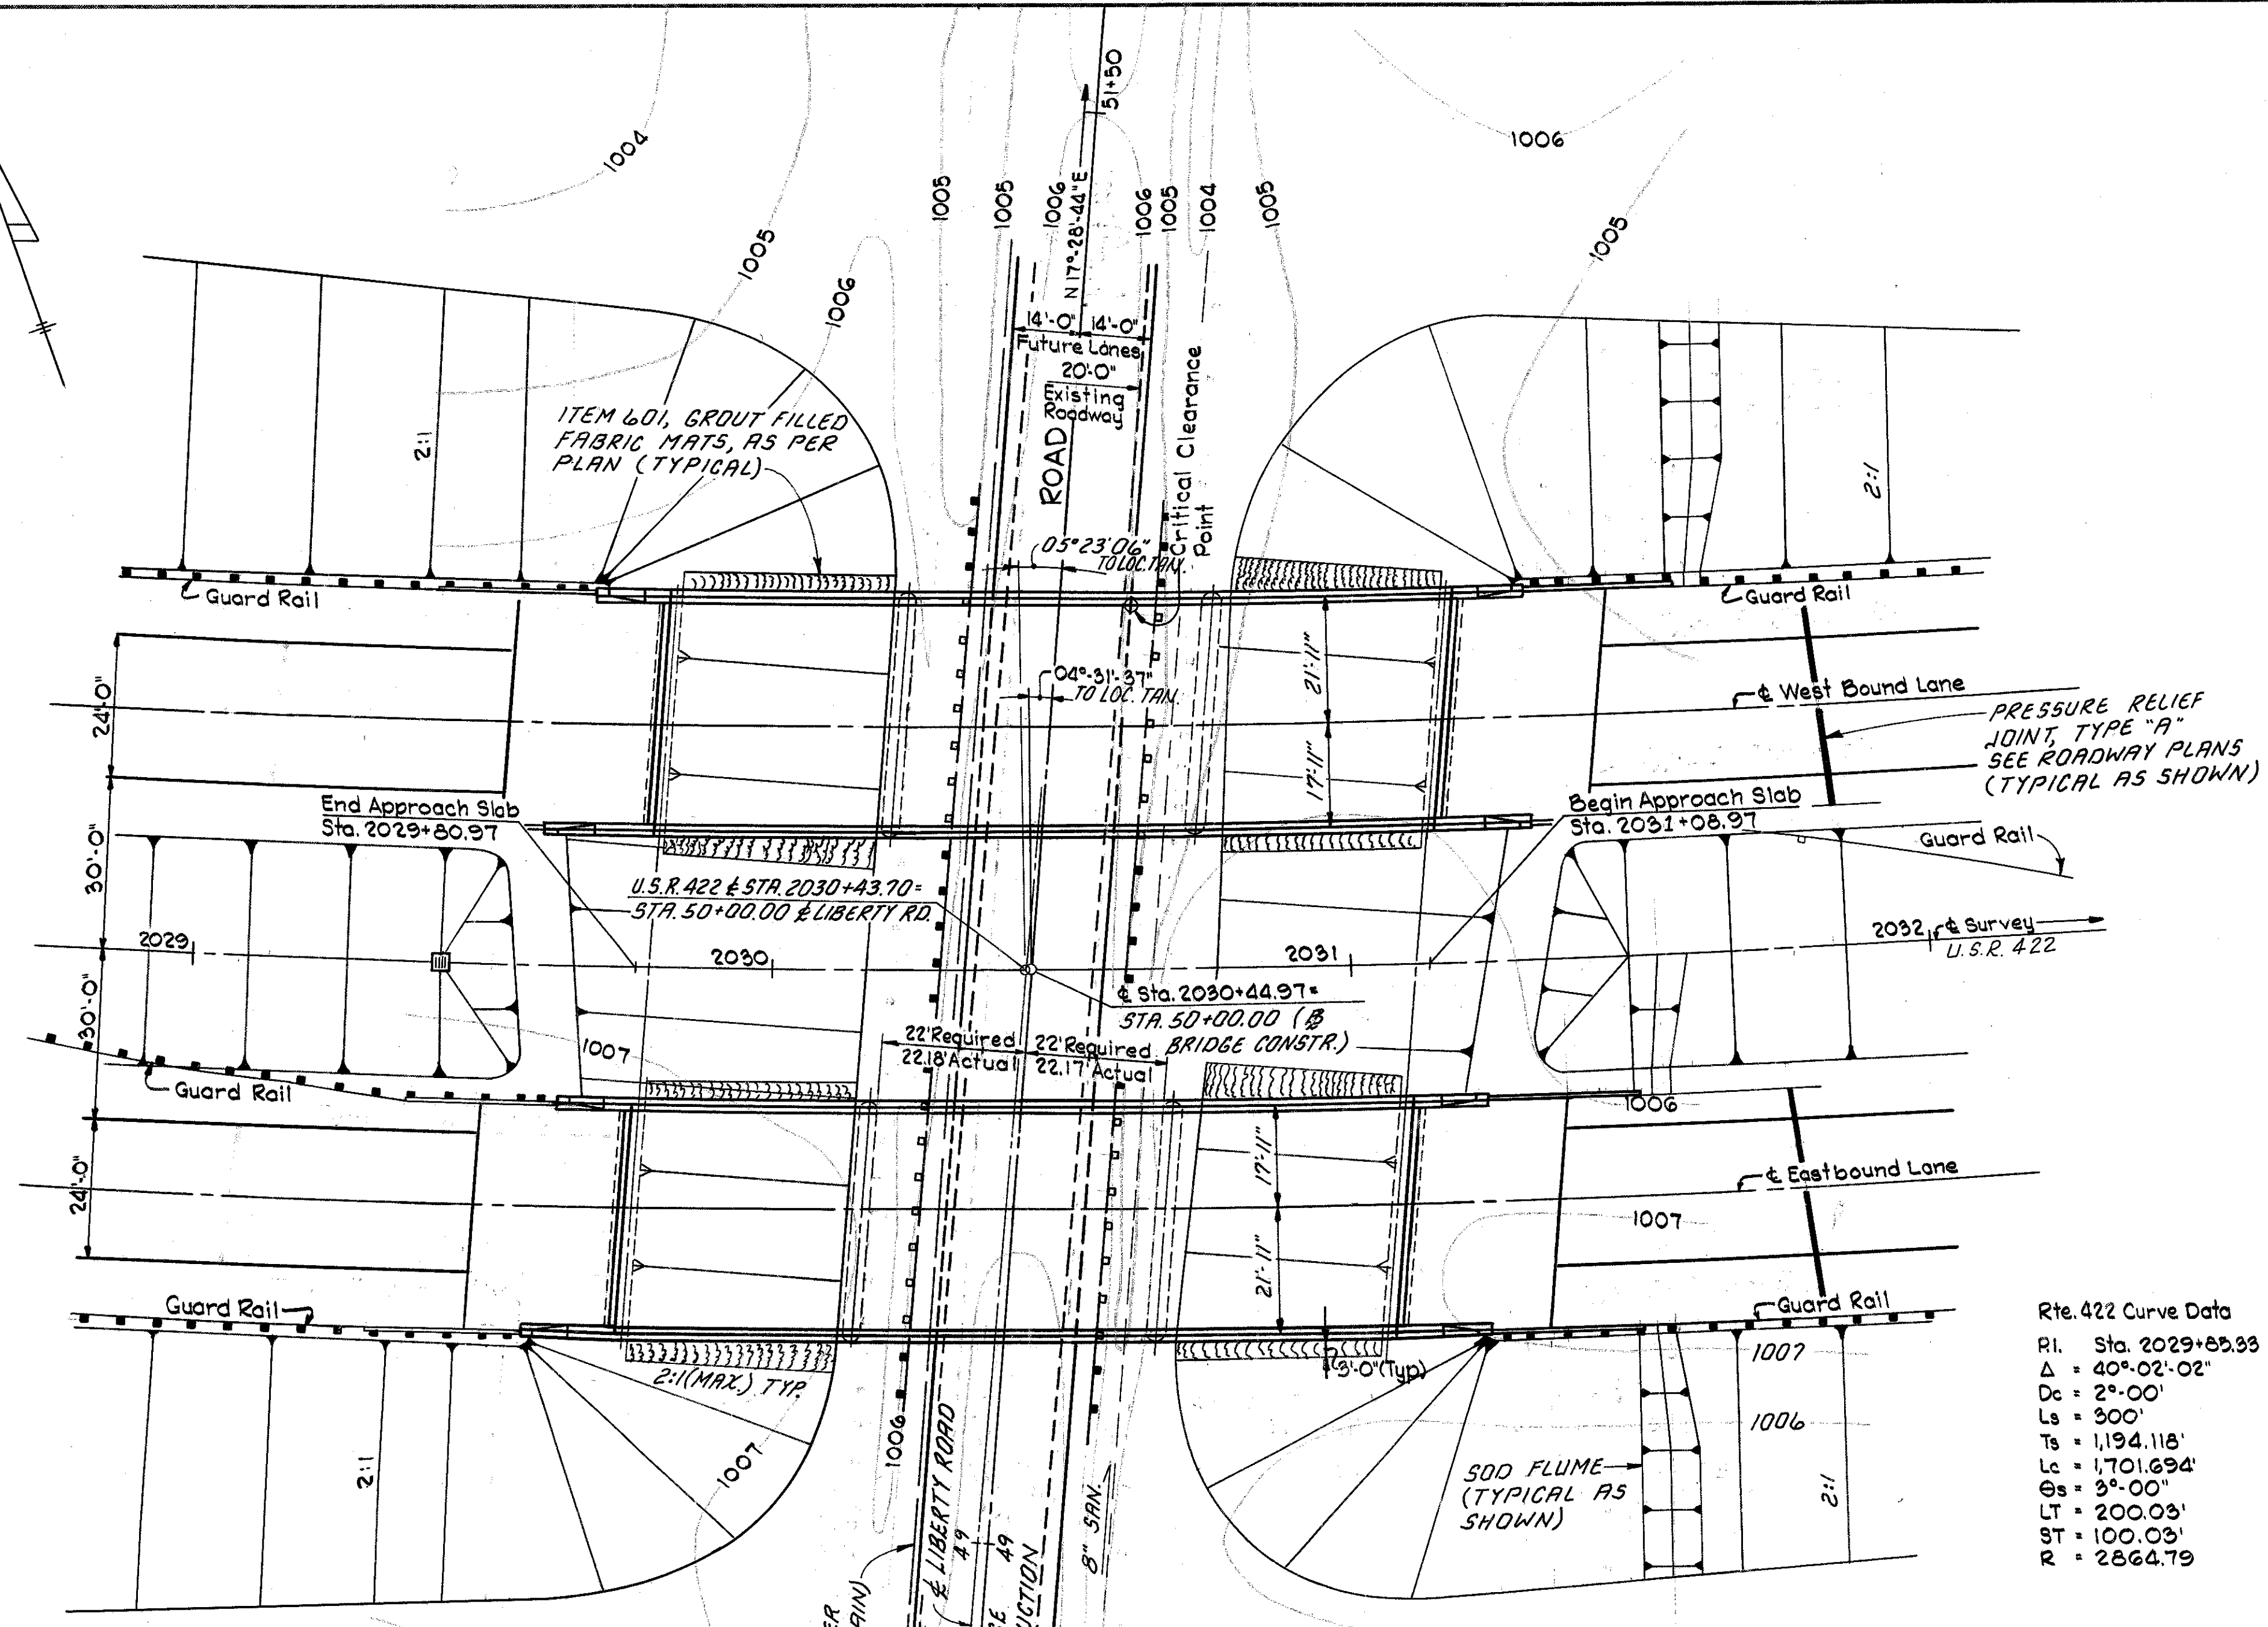 1004
1005
1006
1005
1005
1006
N 17°-28'-44" E
51+50
1006
1005
1004
1005
1006
1005
14'-0" 14'-0"
Future Lanes
20'-0"
Existing
Roadway
ROAD
Critical Clearance
Point
ITEM 601, GROUT FILLED
FABRIC MATS, AS PER
PLAN (TYPICAL)
2:1
2:1
05°23'06"
TO LOC. TAN.
Guard Rail
Guard Rail
24'-0"
04°-31'-37"
TO LOC. TAN.
21'-11"
17'-11"
℄ West Bound Lane
PRESSURE RELIEF
JOINT, TYPE "A"
SEE ROADWAY PLANS
(TYPICAL AS SHOWN)
End Approach Slab
Sta. 2029+80.97
Begin Approach Slab
Sta. 2031+08.97
Guard Rail
30'-0"
U.S.R. 422 ℄ STA. 2030+43.70=
STA. 50+00.00 ℄ LIBERTY RD.
2029
2030
2031
2032
℄ Survey
U.S.R. 422
℄ Sta. 2030+44.97=
STA. 50+00.00 (B
BRIDGE CONSTR.)
30'-0"
22' Required
22.18' Actual
22' Required
22.17' Actual
1007
Guard Rail
1006
24'-0"
17'-11"
21'-11"
℄ Eastbound Lane
1007
Guard Rail
Guard Rail
2:1 (MAX.) TYP.
3'-0" (Typ)
1007
1006
2:1
1007
1006
℄ LIBERTY ROAD
49
49
UCTION
8" SAN.
SOD FLUME
(TYPICAL AS
SHOWN)
2:1
Rte. 422 Curve Data
P.I. Sta. 2029+85.33
Δ = 40°-02'-02"
Dc = 2°-00'
Ls = 300'
Ts = 1,194.118'
Lc = 1,701.694'
Θs = 3°-00"
LT = 200.03'
ST = 100.03'
R = 2864.79